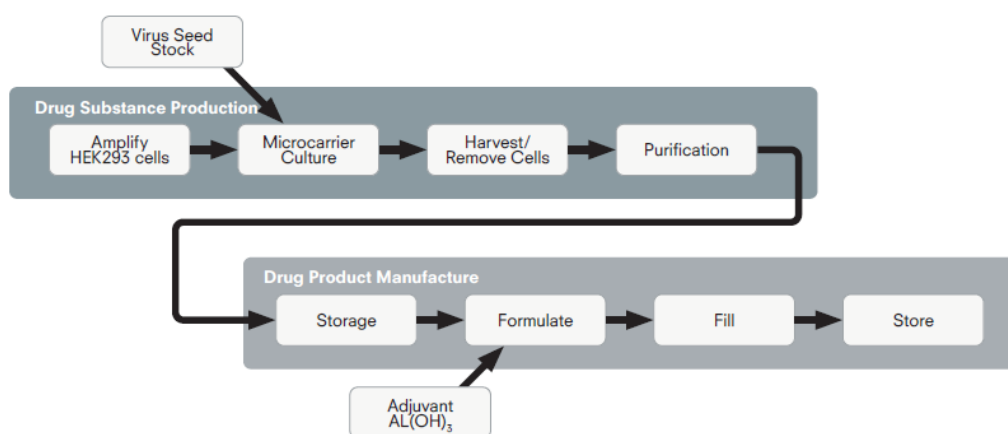 Virus Seed
Stock
Drug Substance Production
Amplify
HEK293 cells
Microcarrier
Culture
Harvest/
Remove Cells
Purification
Drug Product Manufacture
Storage
Formulate
Fill
Store
Adjuvant
AL(OH)₃